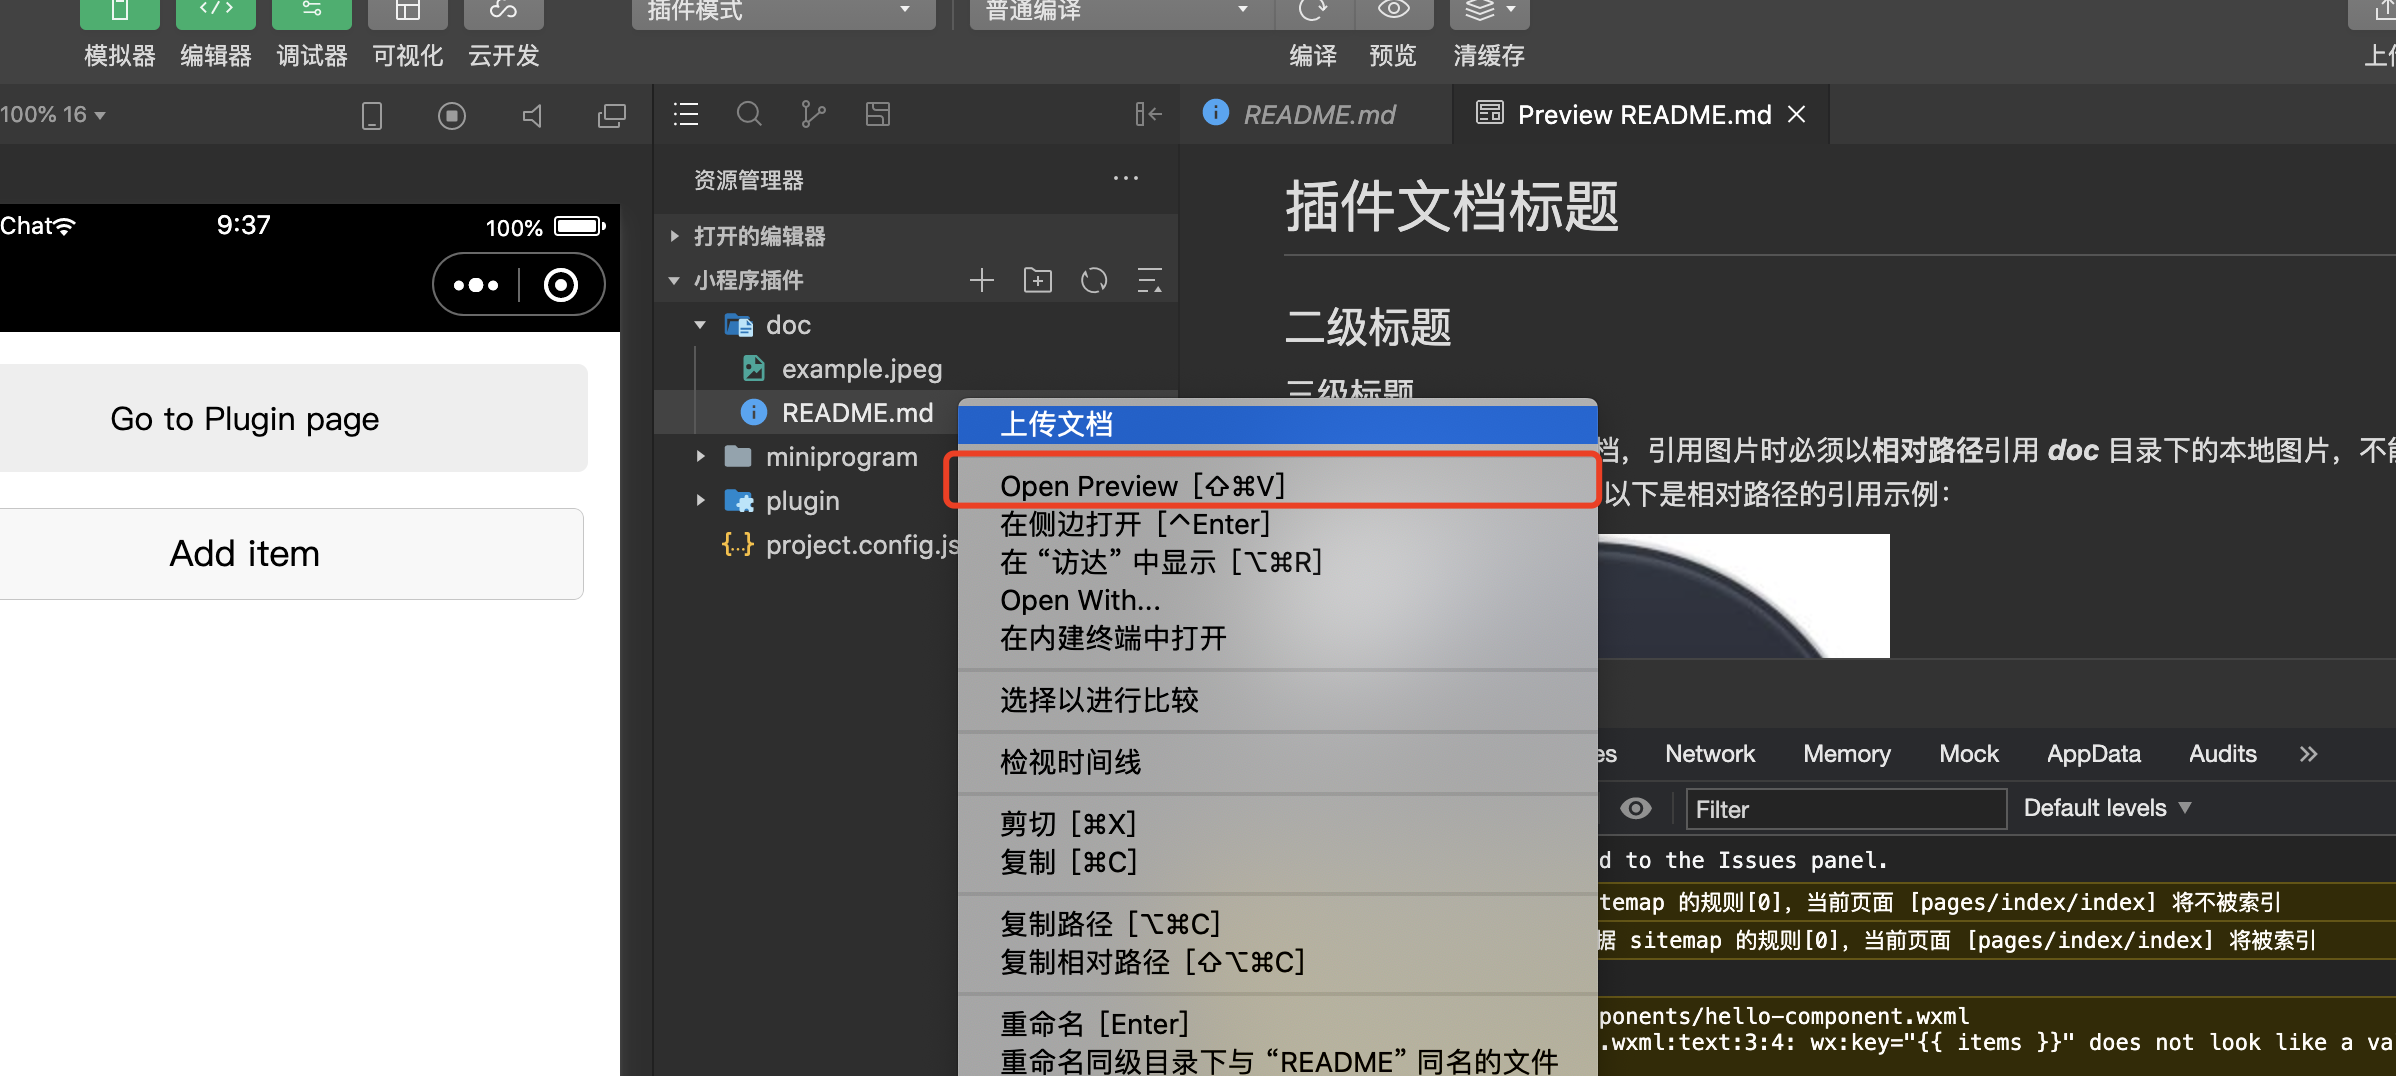 插件模式
普通编译
模拟器
编辑器
调试器
可视化
云开发
编译
预览
清缓存
100% 16
README.md
Preview README.md
资源管理器
打开的编辑器
小程序插件
doc
example.jpeg
README.md
miniprogram
plugin
project.config.js
Chat
9:37
100%
Go to Plugin page
Add item
上传文档
Open Preview [⇧⌘V]
在侧边打开 [^Enter]
在 “访达” 中显示 [⌥⌘R]
Open With...
在内建终端中打开
选择以进行比较
检视时间线
剪切 [⌘X]
复制 [⌘C]
复制路径 [⌥⌘C]
复制相对路径 [⇧⌥⌘C]
重命名 [Enter]
重命名同级目录下与 “README” 同名的文件
插件文档标题
二级标题
三级标题
档，引用图片时必须以相对路径引用 doc 目录下的本地图片，不能
以下是相对路径的引用示例：
es
Network
Memory
Mock
AppData
Audits
Filter
Default levels
d to the Issues panel.
temap 的规则[0]，当前页面 [pages/index/index] 将不被索引
据 sitemap 的规则[0]，当前页面 [pages/index/index] 将被索引
ponents/hello-component.wxml
.wxml:text:3:4: wx:key="{{ items }}" does not look like a va